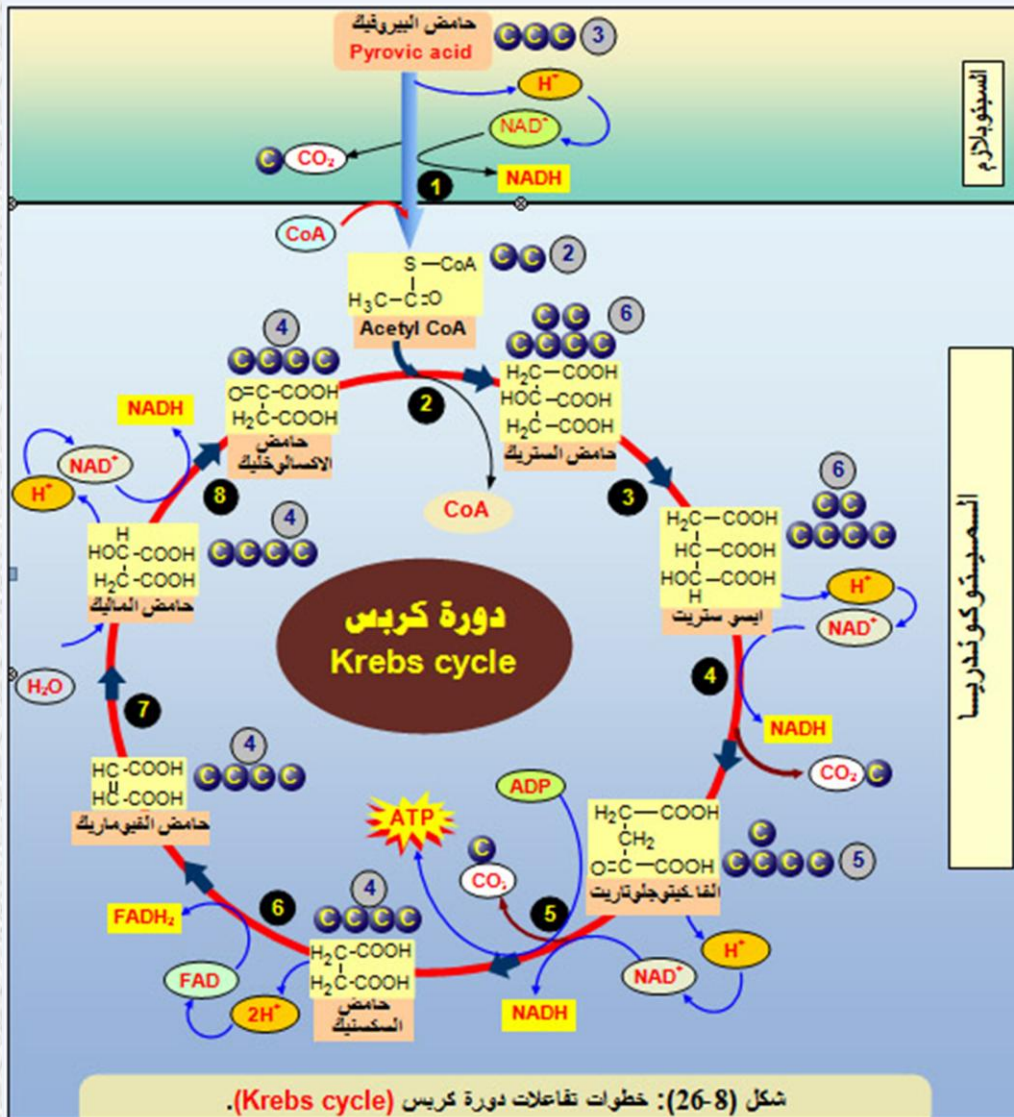 حامض البيروفيك
Pyrovic acid
C C C 3
H⁺
NAD⁺
C CO₂
NADH
1
السيتوبلازم
CoA
S — CoA
H₃C — C = O
Acetyl CoA
C C 2
4
C C C C
O=C-COOH
H₂C-COOH
حامض
الاكسالوخليك
2
CoA
6
C C
C C C C
H₂C — COOH
HOC — COOH
H₂C — COOH
حامض الستريك
3
6
C C
C C C C
H₂C — COOH
HC — COOH
HOC — COOH
H
ايسي ستريت
H⁺
NAD⁺
4
NADH
CO₂ C
الميتوكوندريا
NADH
NAD⁺
H⁺
8
H
HOC-COOH
H₂C-COOH
حامض الماليك
4
C C C C
دورة كربس
Krebs cycle
H₂O
7
HC-COOH
HC-COOH
حامض الفيوماريك
4
C C C C
ATP
ADP
C
CO₂
5
H₂C — COOH
CH₂
O=C — COOH
الفاكيتوجلوتاريت
C
C C C C 5
H⁺
NAD⁺
NADH
6
FADH₂
FAD
2H⁺
4
C C C C
H₂C-COOH
H₂C-COOH
حامض
السكسنيك
شكل (8-26): خطوات تفاعلات دورة كربس (Krebs cycle).